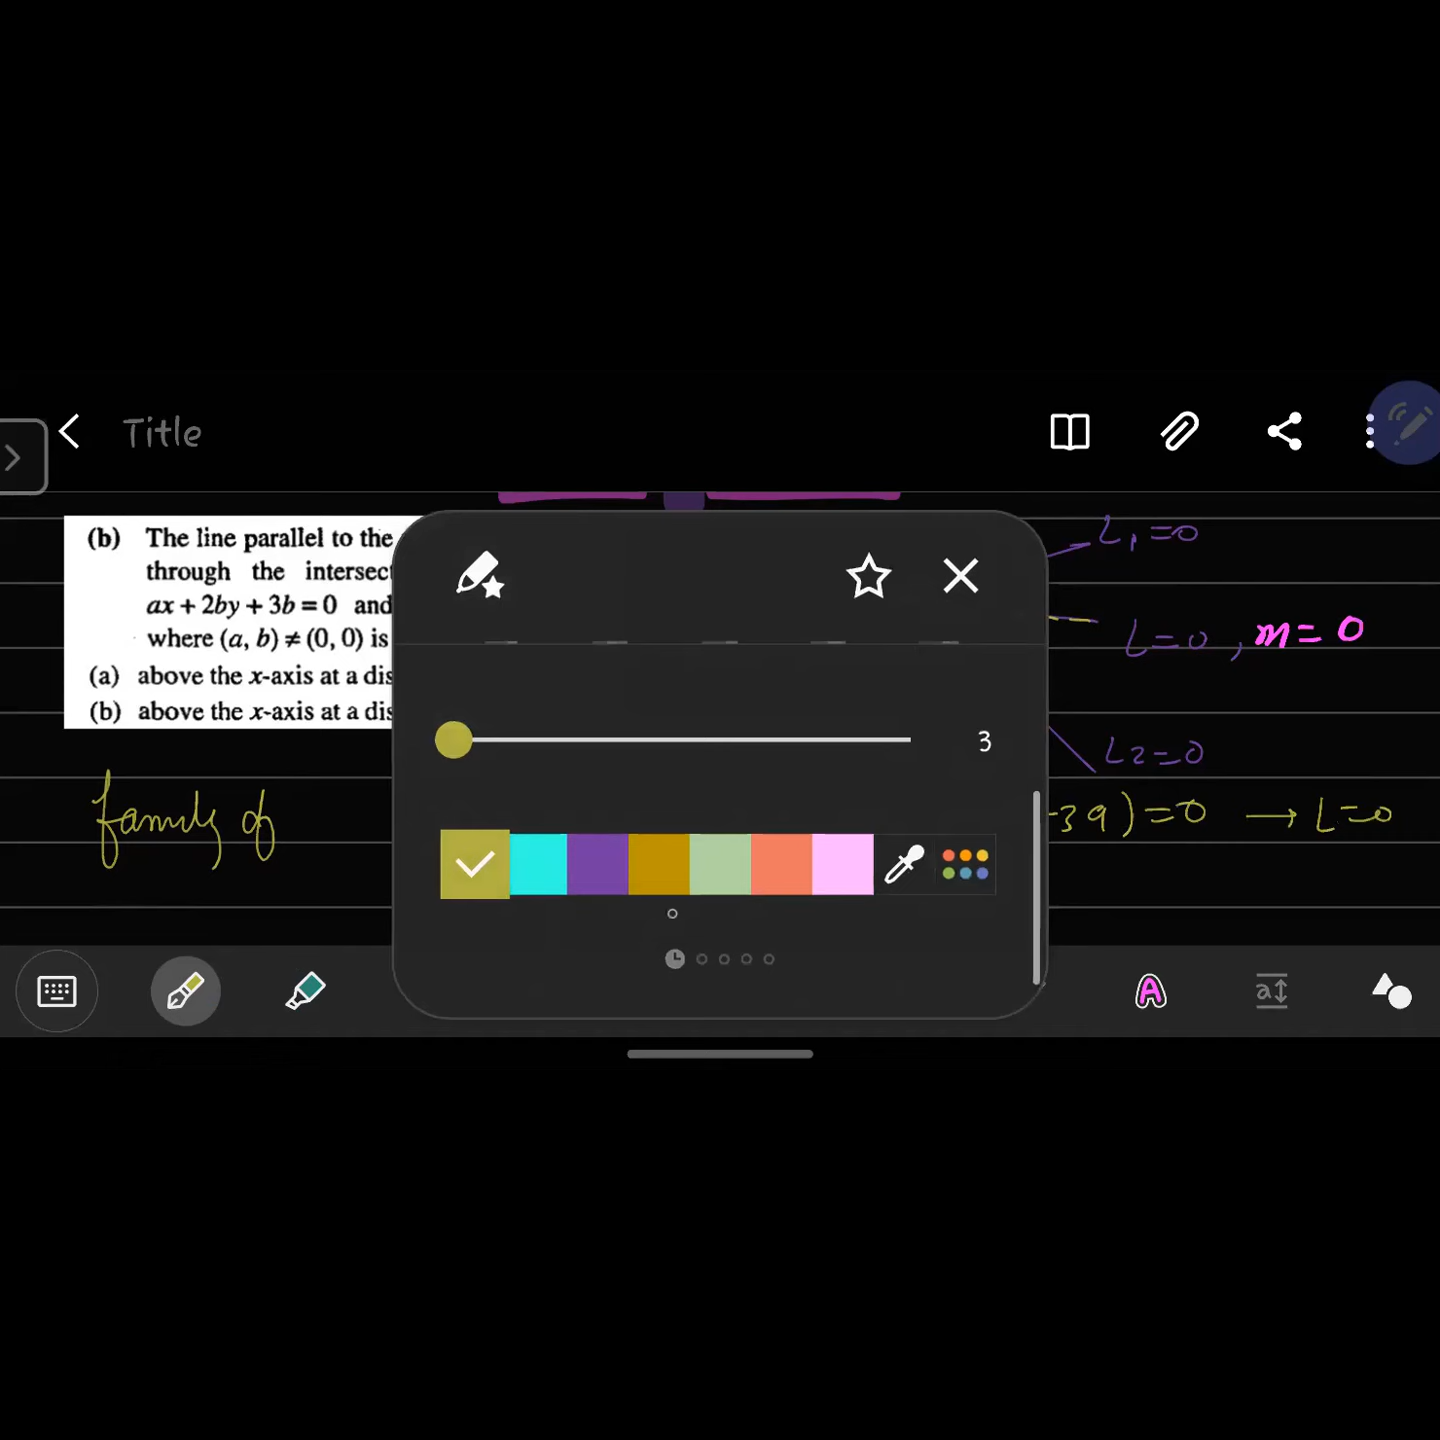 Title
(b) The line parallel to the
through the intersec
ax + 2by + 3b = 0 and
where (a, b) ≠ (0, 0) is
(a) above the x-axis at a dis
(b) above the x-axis at a dis
L₁ = 0
L = 0 , m = 0
L2 = 0
3
family of
-3a) = 0 → L = 0
A
a